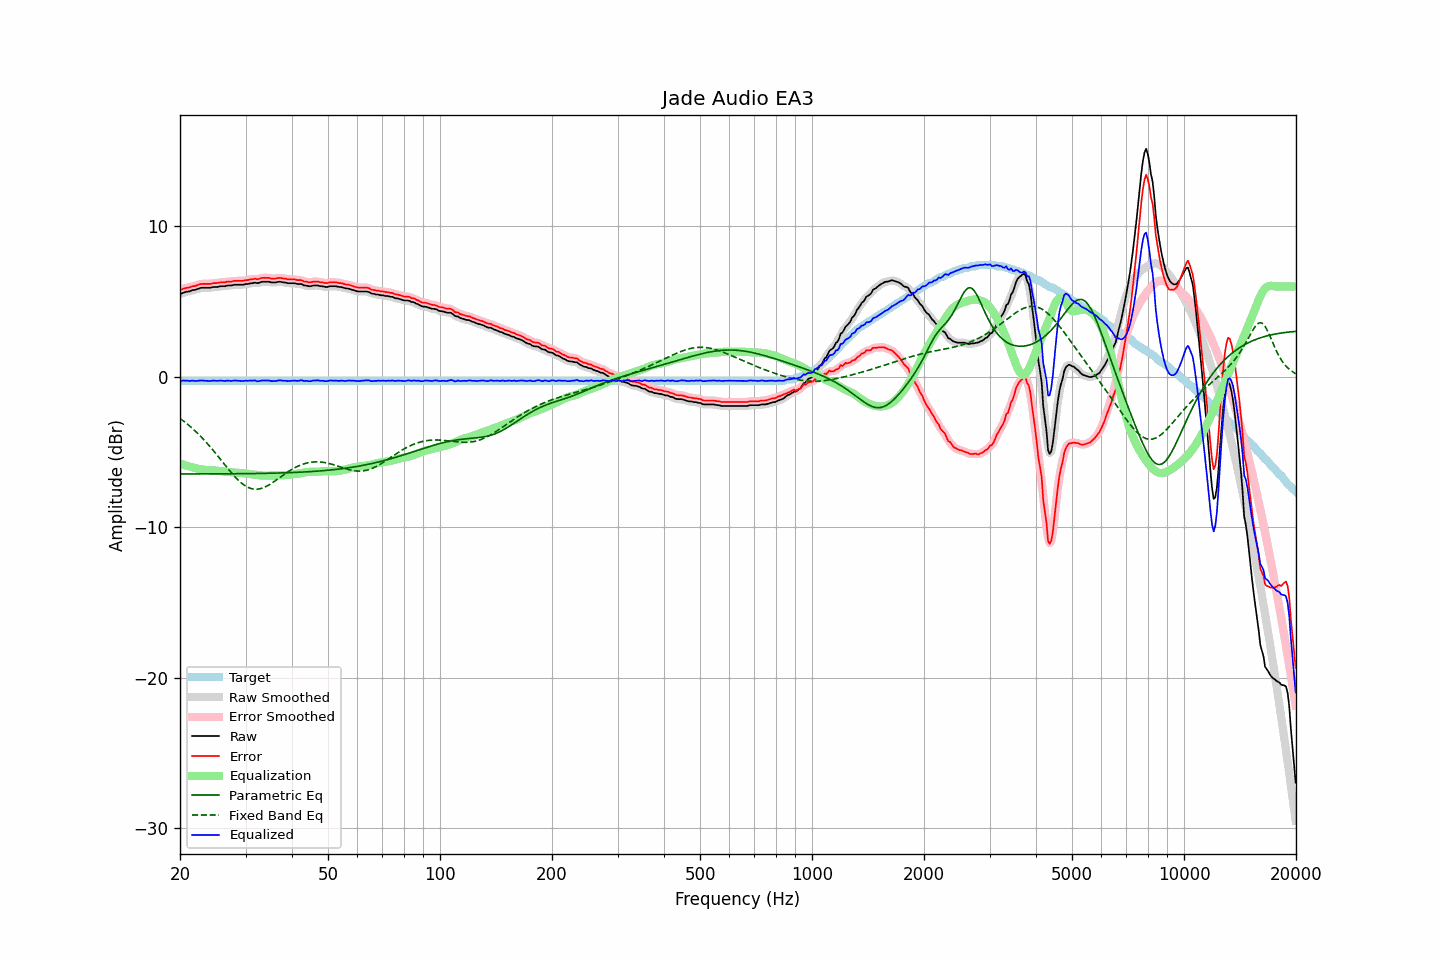 Jade Audio EA3
Amplitude (dBr)
10
0
−10
−20
−30
Target
Raw Smoothed
Error Smoothed
Raw
Error
Equalization
Parametric Eq
Fixed Band Eq
Equalized
20 50 100 200 500 1000 2000 5000 10000 20000
Frequency (Hz)